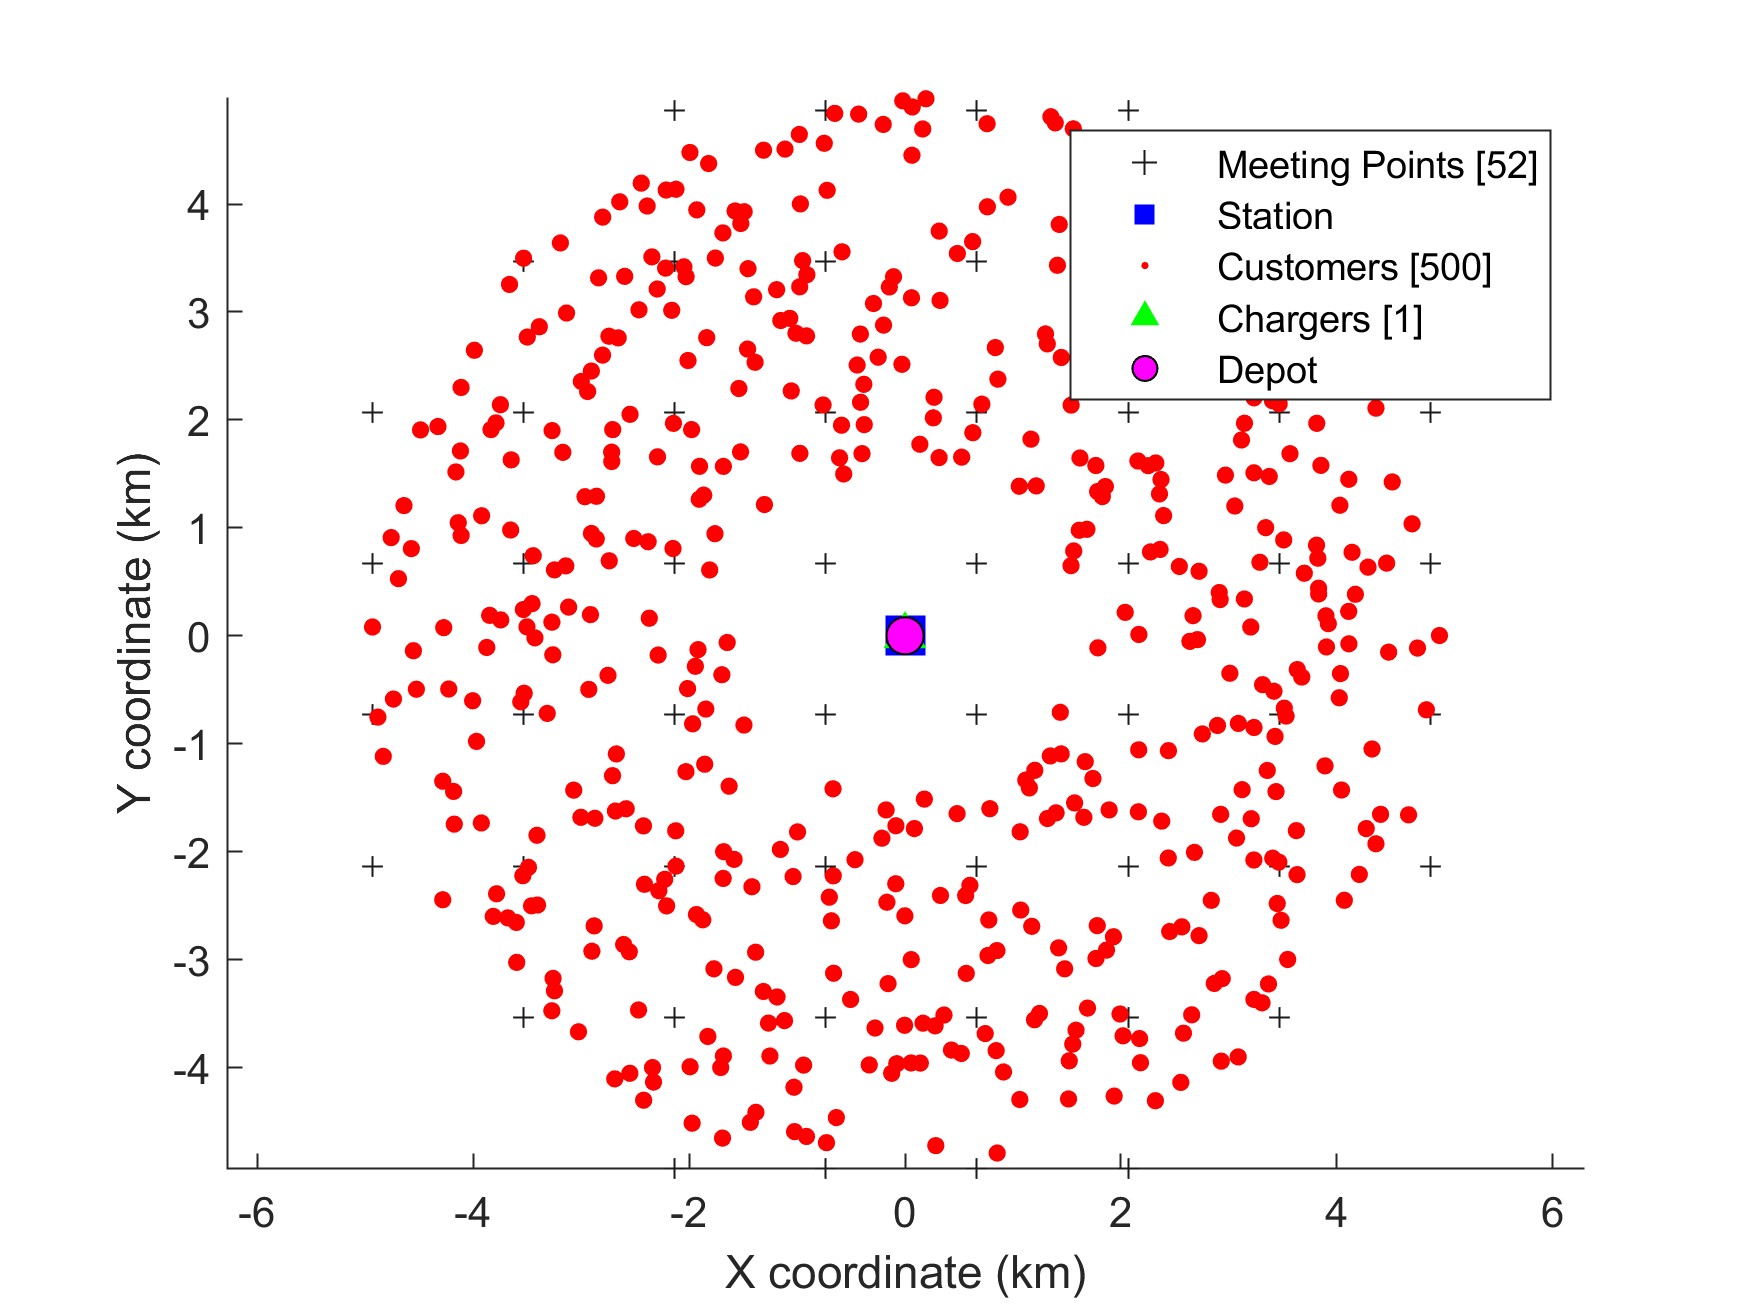 Meeting Points [52]
Station
Customers [500]
Chargers [1]
Depot
4
3
2
1
0
-1
-2
-3
-4
Y coordinate (km)
-6 -4 -2 0 2 4 6
X coordinate (km)